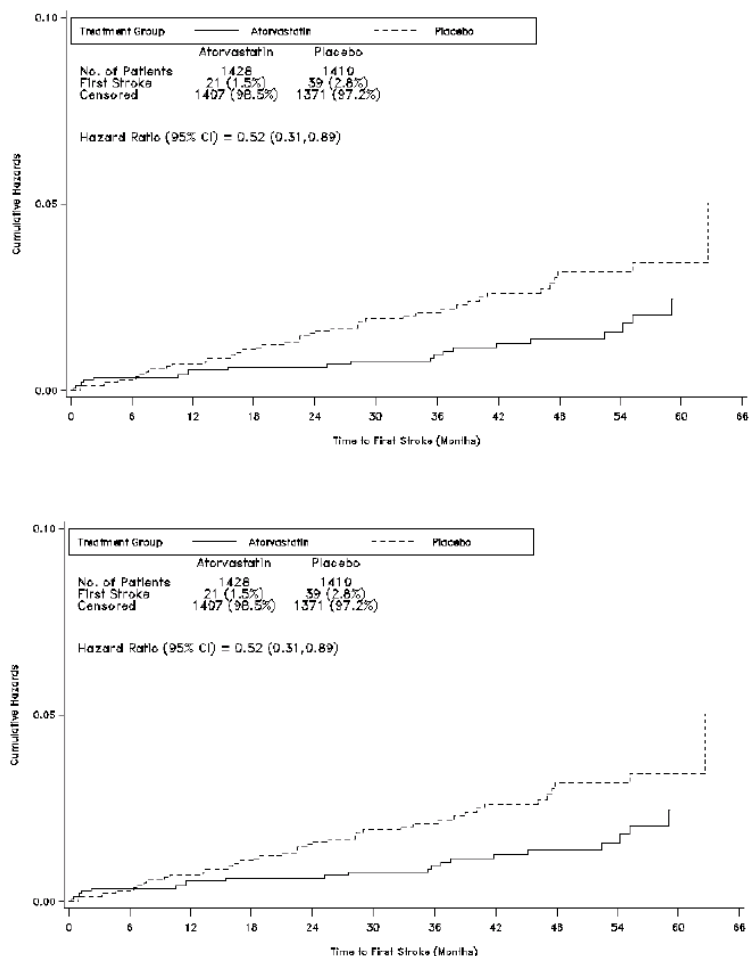 0.10
Treatment Group Atorvastatin Placebo
Atorvastatin Placebo
No. of Patients 1428 1410
First Stroke 21 (1.5%) 39 (2.8%)
Censored 1407 (98.5%) 1371 (97.2%)
Hazard Ratio (95% CI) = 0.52 (0.31,0.89)
Cumulative Hazards
0.05
0.00
0 6 12 18 24 30 36 42 48 54 60 66
Time to First Stroke (Months)
0.10
Treatment Group Atorvastatin Placebo
Atorvastatin Placebo
No. of Patients 1428 1410
First Stroke 21 (1.5%) 39 (2.8%)
Censored 1407 (98.5%) 1371 (97.2%)
Hazard Ratio (95% CI) = 0.52 (0.31,0.89)
Cumulative Hazards
0.05
0.00
0 6 12 18 24 30 36 42 48 54 60 66
Time to First Stroke (Months)